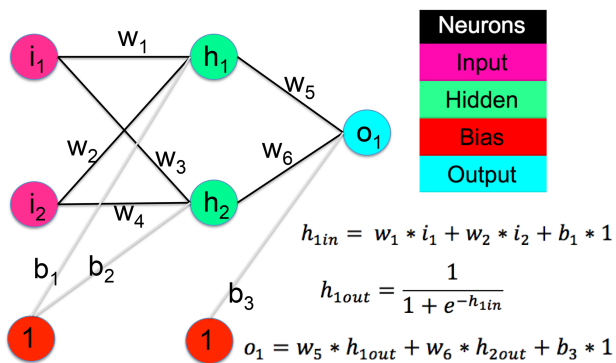 Neurons
Input
Hidden
Bias
Output
i₁
w₁
h₁
w₅
w₂
w₃
o₁
w₆
i₂
w₄
h₂
b₁
b₂
b₃
1
1
h₁ᵢₙ = w₁ * i₁ + w₂ * i₂ + b₁ * 1
h₁ₒᵤₜ = 1 / (1 + e^(−h₁ᵢₙ))
o₁ = w₅ * h₁ₒᵤₜ + w₆ * h₂ₒᵤₜ + b₃ * 1